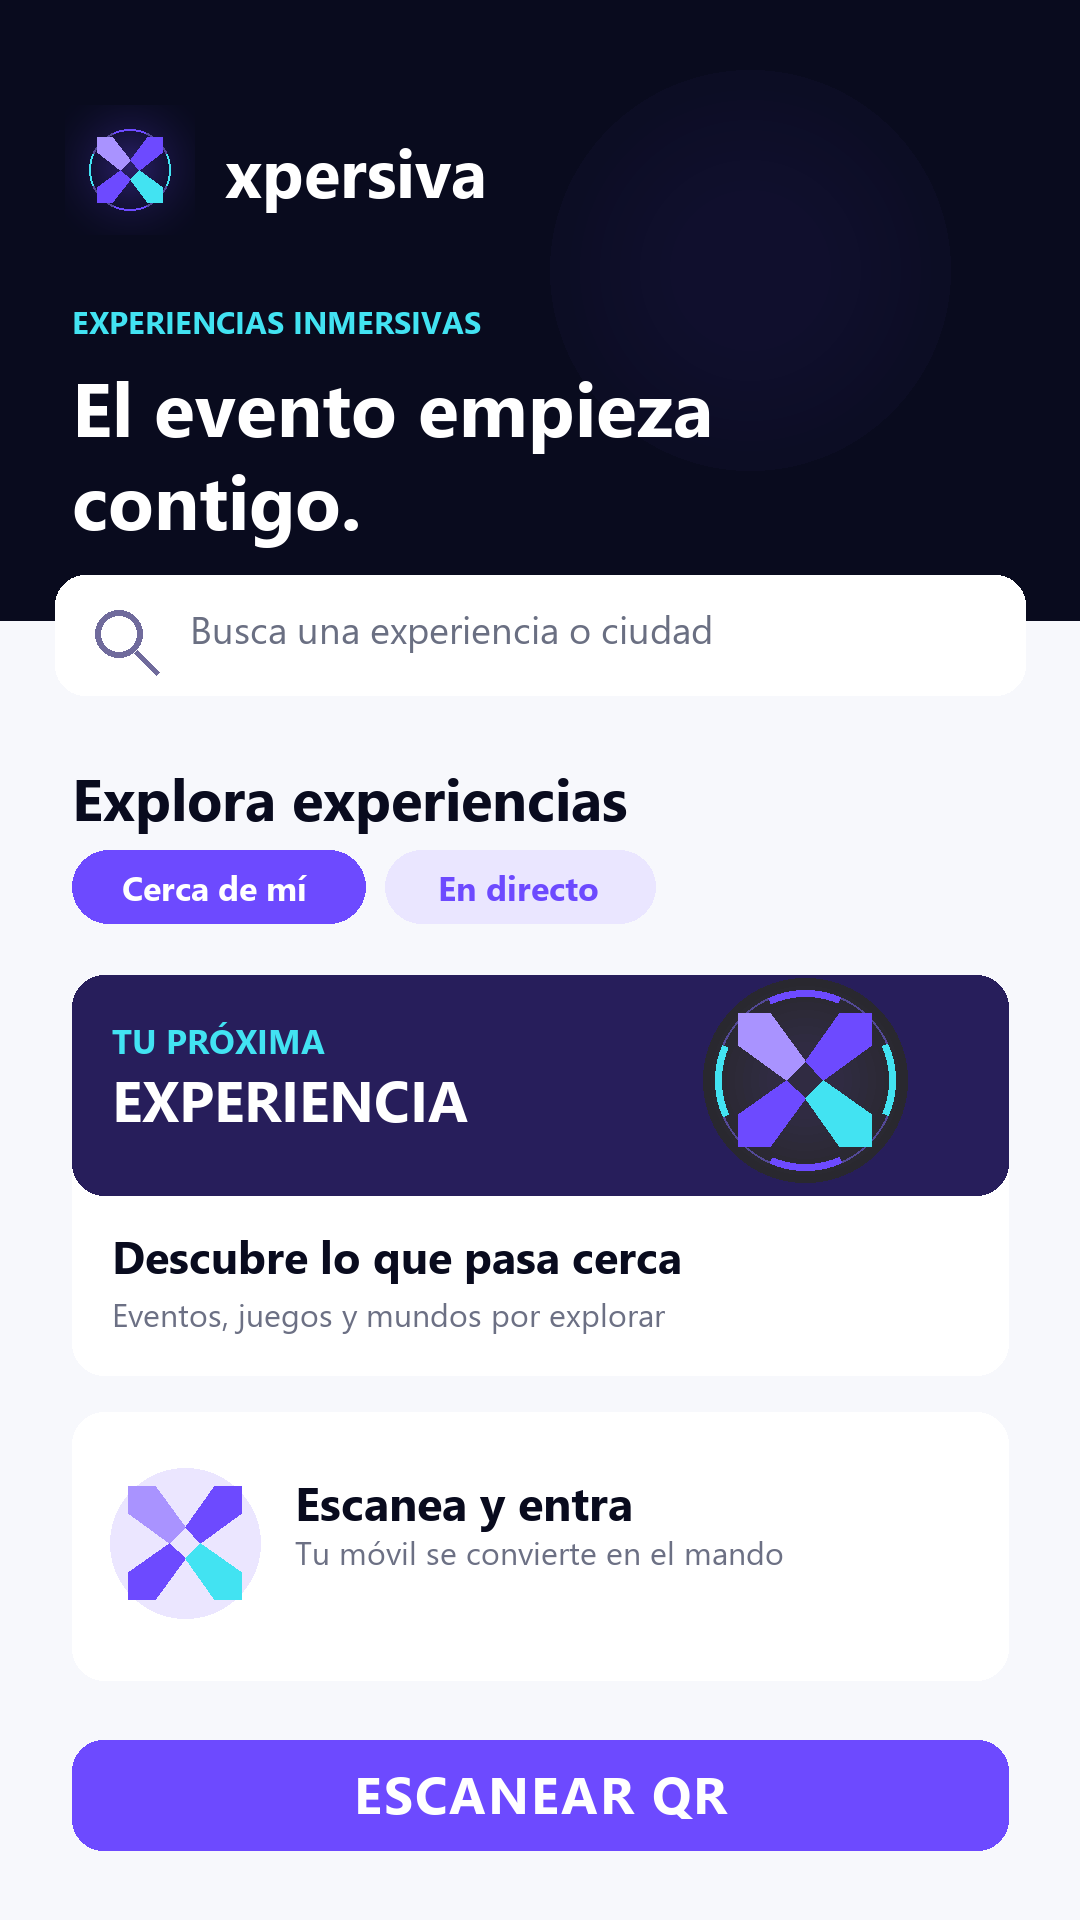 xpersiva
EXPERIENCIAS INMERSIVAS
El evento empieza
contigo.
Busca una experiencia o ciudad
Explora experiencias
Cerca de mí
En directo
TU PRÓXIMA
EXPERIENCIA
Descubre lo que pasa cerca
Eventos, juegos y mundos por explorar
Escanea y entra
Tu móvil se convierte en el mando
ESCANEAR QR